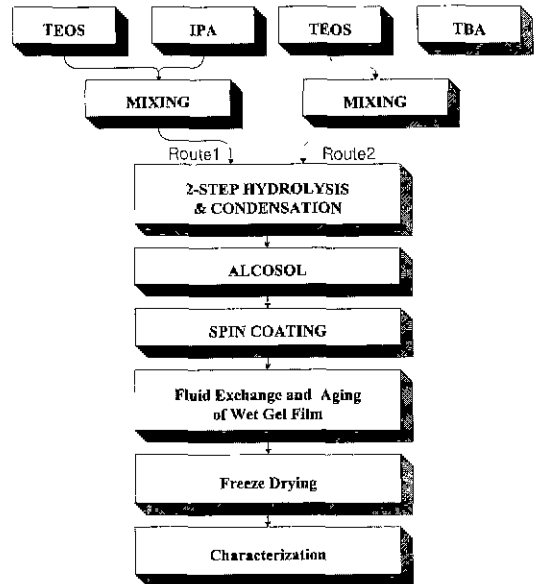 TEOS IPA TEOS TBA
MIXING MIXING
Route1 Route2
2-STEP HYDROLYSIS
& CONDENSATION
ALCOSOL
SPIN COATING
Fluid Exchange and Aging
of Wet Gel Film
Freeze Drying
Characterization